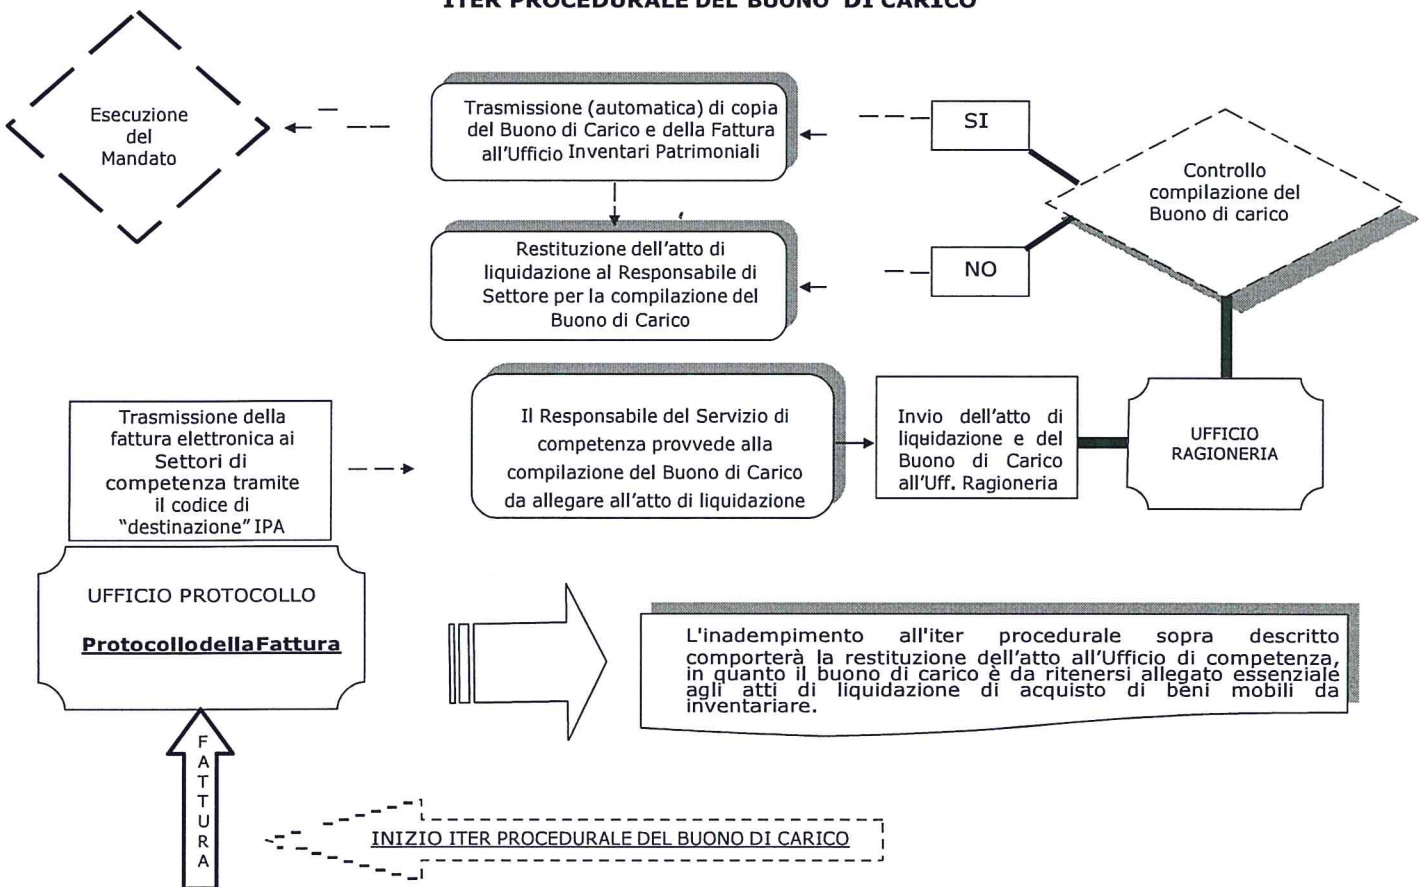 ITER PROCEDURALE DEL BUONO DI CARICO
Esecuzione
del
Mandato
Trasmissione (automatica) di copia
del Buono di Carico e della Fattura
all'Ufficio Inventari Patrimoniali
SI
Controllo
compilazione del
Buono di carico
Restituzione dell'atto di
liquidazione al Responsabile di
Settore per la compilazione del
Buono di Carico
NO
Trasmissione della
fattura elettronica ai
Settori di
competenza tramite
il codice di
"destinazione" IPA
Il Responsabile del Servizio di
competenza provvede alla
compilazione del Buono di Carico
da allegare all'atto di liquidazione
Invio dell'atto di
liquidazione e del
Buono di Carico
all'Uff. Ragioneria
UFFICIO
RAGIONERIA
UFFICIO PROTOCOLLO
ProtocollodellaFattura
L'inadempimento all'iter procedurale sopra descritto
comporterà la restituzione dell'atto all'Ufficio di competenza,
in quanto il buono di carico è da ritenersi allegato essenziale
agli atti di liquidazione di acquisto di beni mobili da
inventariare.
FATTURA
INIZIO ITER PROCEDURALE DEL BUONO DI CARICO